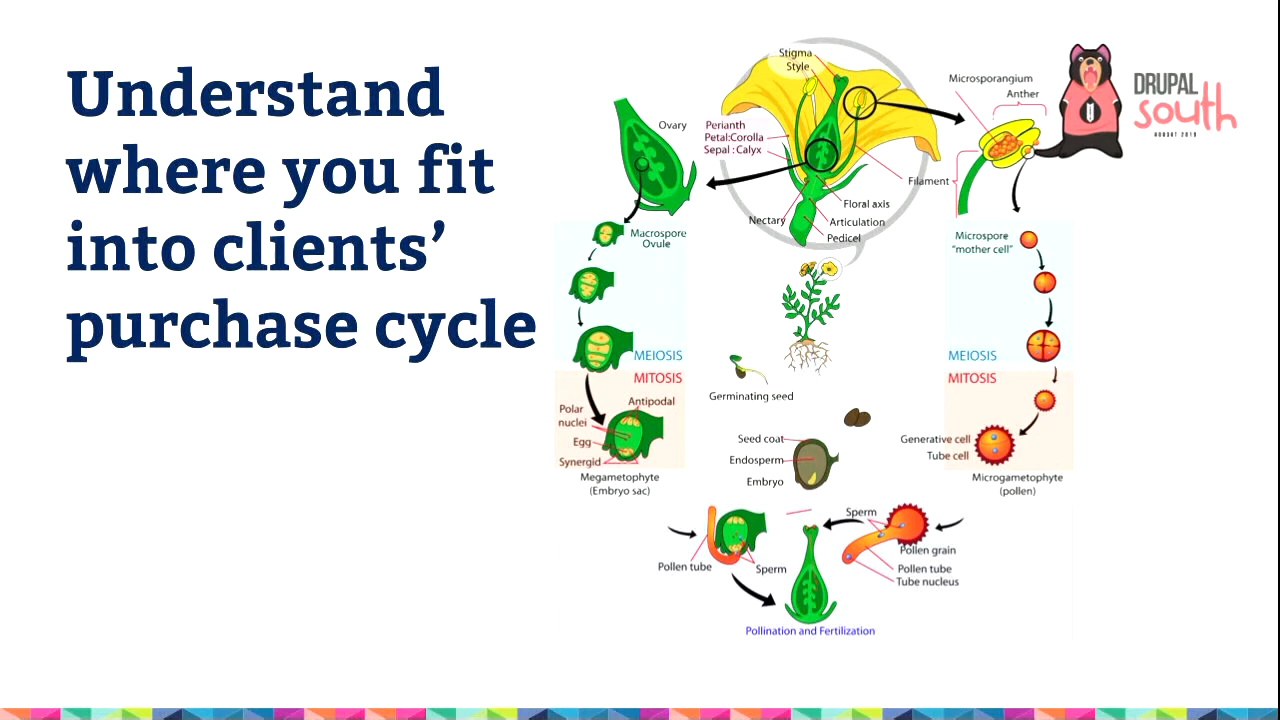 Understand
where you fit
into clients’
purchase cycle
Stigma
Style
Ovary
Perianth
Petal:Corolla
Sepal : Calyx
Microsporangium
Anther
DRUPAL
south
AUGUST 2019
Filament
Floral axis
Nectary
Articulation
Pedicel
Macrospore
Ovule
Microspore
“mother cell”
MEIOSIS
MITOSIS
MEIOSIS
MITOSIS
Germinating seed
Antipodal
Polar
nuclei
Egg
Synergid
Megametophyte
(Embryo sac)
Seed coat
Endosperm
Embryo
Generative cell
Tube cell
Microgametophyte
(pollen)
Pollen tube
Sperm
Sperm
Pollen grain
Pollen tube
Tube nucleus
Pollination and Fertilization